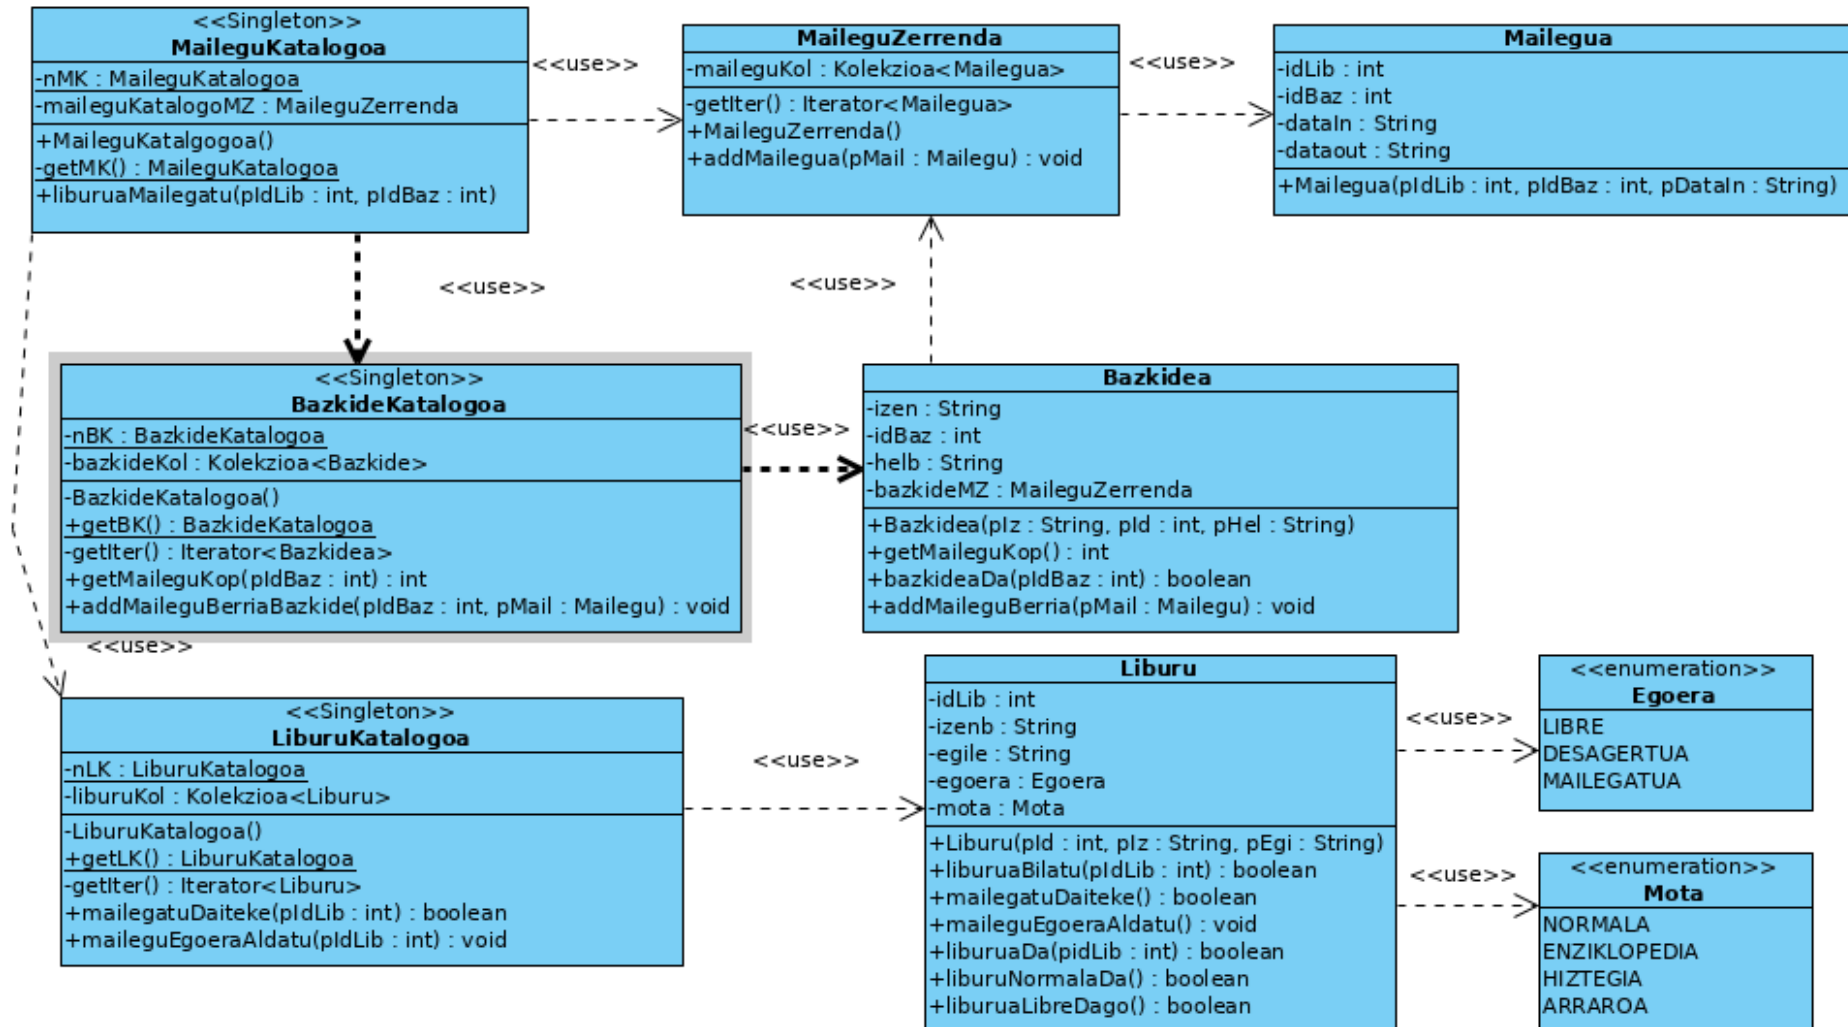 <<Singleton>>
MaileguKatalogoa
-nMK : MaileguKatalogoa
-maileguKatalogoMZ : MaileguZerrenda
+MaileguKatalgogoa()
-getMK() : MaileguKatalogoa
+liburuaMailegatu(pIdLib : int, pIdBaz : int)
<<use>>
MaileguZerrenda
-maileguKol : Kolekzioa<Mailegua>
-getIter() : Iterator<Mailegua>
+MaileguZerrenda()
+addMailegua(pMail : Mailegu) : void
<<use>>
Mailegua
-idLib : int
-idBaz : int
-dataIn : String
-dataout : String
+Mailegua(pIdLib : int, pIdBaz : int, pDataIn : String)
<<use>>
<<use>>
<<Singleton>>
BazkideKatalogoa
-nBK : BazkideKatalogoa
-bazkideKol : Kolekzioa<Bazkide>
-BazkideKatalogoa()
+getBK() : BazkideKatalogoa
-getIter() : Iterator<Bazkidea>
+getMaileguKop(pIdBaz : int) : int
+addMaileguBerriaBazkide(pIdBaz : int, pMail : Mailegu) : void
<<use>>
Bazkidea
-izen : String
-idBaz : int
-helb : String
-bazkideMZ : MaileguZerrenda
+Bazkidea(pIz : String, pId : int, pHel : String)
+getMaileguKop() : int
+bazkideaDa(pIdBaz : int) : boolean
+addMaileguBerria(pMail : Mailegu) : void
<<use>>
<<Singleton>>
LiburuKatalogoa
-nLK : LiburuKatalogoa
-liburuKol : Kolekzioa<Liburu>
-LiburuKatalogoa()
+getLK() : LiburuKatalogoa
-getIter() : Iterator<Liburu>
+mailegatuDaiteke(pIdLib : int) : boolean
+maileguEgoeraAldatu(pIdLib : int) : void
<<use>>
Liburu
-idLib : int
-izenb : String
-egile : String
-egoera : Egoera
-mota : Mota
+Liburu(pId : int, pIz : String, pEgi : String)
+liburuaBilatu(pIdLib : int) : boolean
+mailegatuDaiteke() : boolean
+maileguEgoeraAldatu() : void
+liburuaDa(pidLib : int) : boolean
+liburuNormalaDa() : boolean
+liburuaLibreDago() : boolean
<<use>>
<<enumeration>>
Egoera
LIBRE
DESAGERTUA
MAILEGATUA
<<use>>
<<enumeration>>
Mota
NORMALA
ENZIKLOPEDIA
HIZTEGIA
ARRAROA